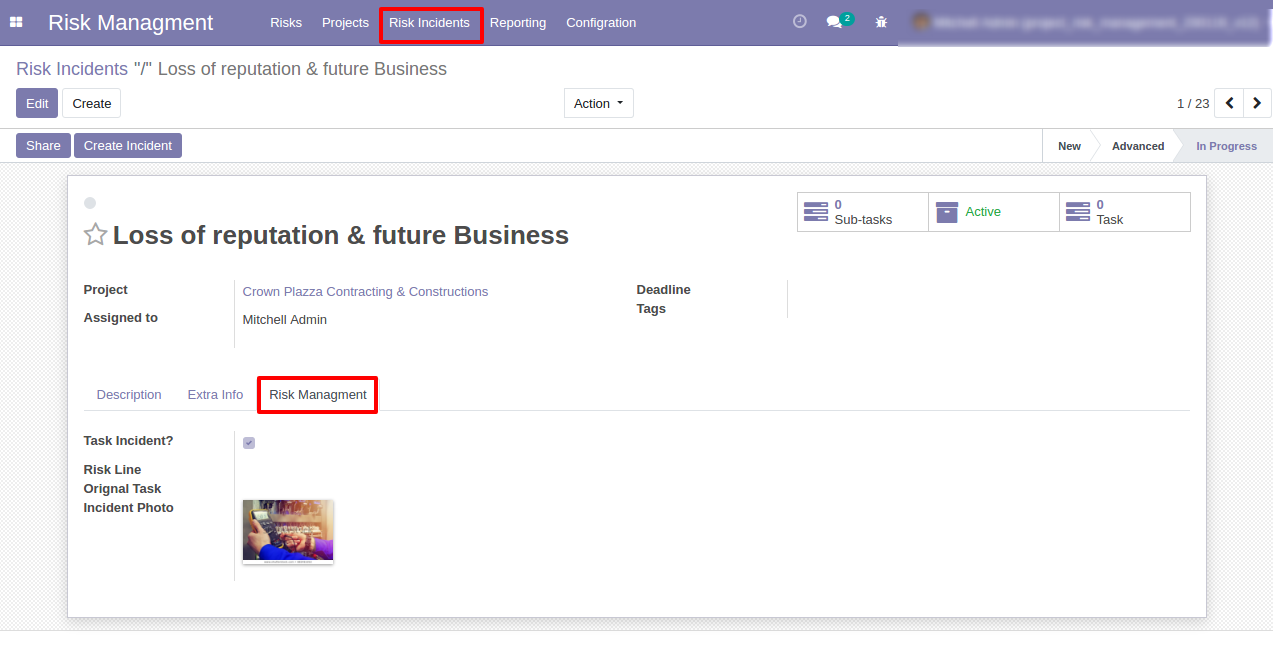 Risk Managment Risks Projects Risk Incidents Reporting Configration 2
Risk Incidents "/" Loss of reputation & future Business
Edit Create Action 1 / 23
Share Create Incident New Advanced In Progress
0 Sub-tasks Active 0 Task
Loss of reputation & future Business
Project Crown Plazza Contracting & Constructions Deadline
Assigned to Mitchell Admin Tags
Description Extra Info Risk Managment
Task Incident?
Risk Line
Orignal Task
Incident Photo